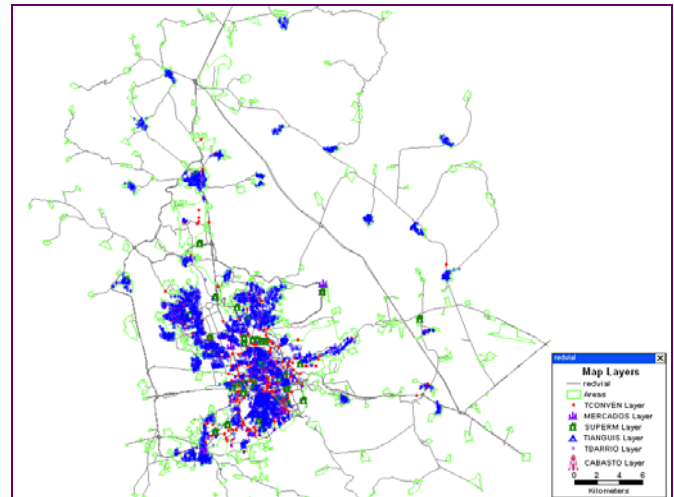 redvial
Map Layers
redvial
Areas
TCONVEN Layer
MERCADOS Layer
SUPERM Layer
TIANGUIS Layer
TBARRIO Layer
CABASTO Layer
0 2 4 6
Kilometers